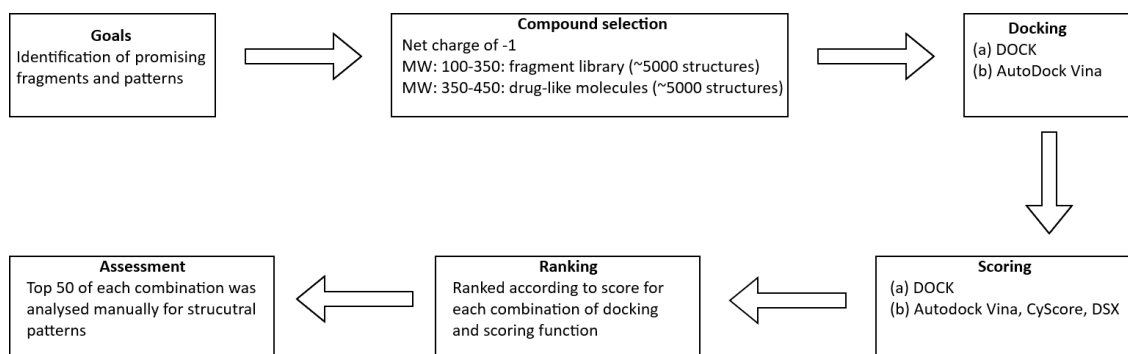 Goals
Identification of promising
fragments and patterns
Compound selection
Net charge of -1
MW: 100-350: fragment library (~5000 structures)
MW: 350-450: drug-like molecules (~5000 structures)
Docking
(a) DOCK
(b) AutoDock Vina
Scoring
(a) DOCK
(b) Autodock Vina, CyScore, DSX
Ranking
Ranked according to score for
each combination of docking
and scoring function
Assessment
Top 50 of each combination was
analysed manually for strucutral
patterns